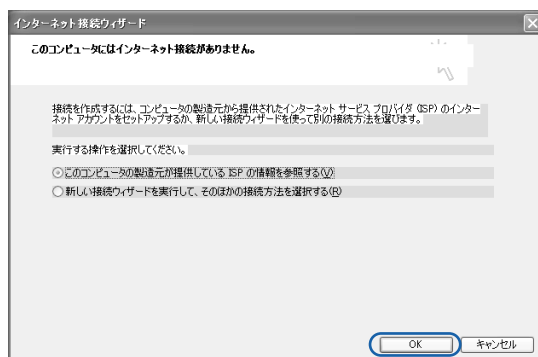 インターネット接続ウィザード
このコンピュータにはインターネット接続がありません。
接続を作成するには、コンピュータの製造元から提供されたインターネット サービス プロバイダ (ISP) のインター
ネット アカウントをセットアップするか、新しい接続ウィザードを使って別の接続方法を選びます。
実行する操作を選択してください。
このコンピュータの製造元が提供している ISP の情報を参照する(V)
新しい接続ウィザードを実行して、そのほかの接続方法を選択する(R)
OK キャンセル